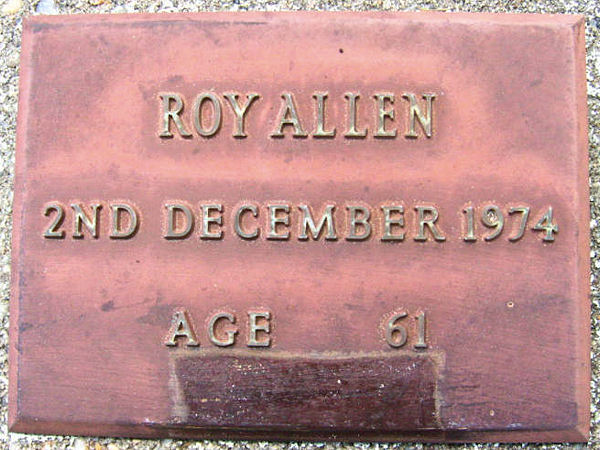 ROY ALLEN
2ND DECEMBER 1974
AGE 61